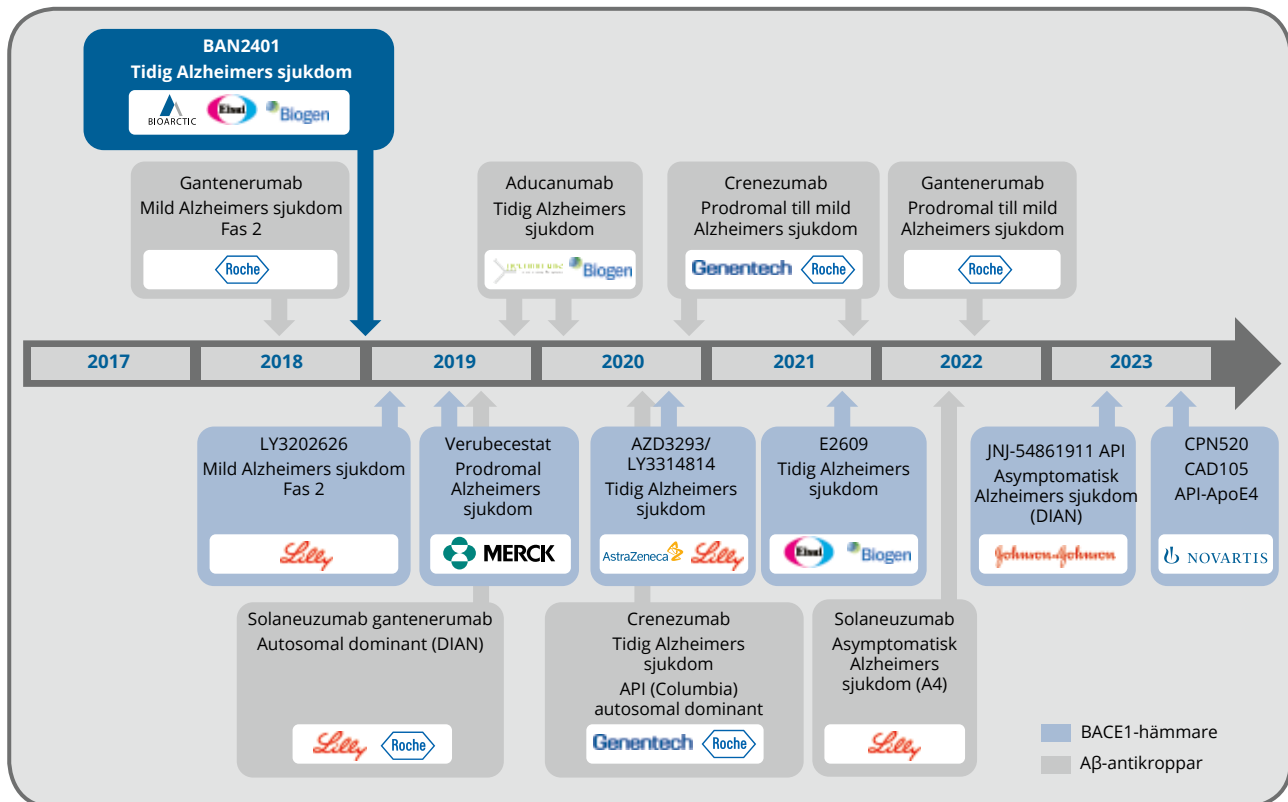 BAN2401
Tidig Alzheimers sjukdom
BIOARCTIC
Eisai
Biogen
Gantenerumab
Mild Alzheimers sjukdom
Fas 2
Roche
Aducanumab
Tidig Alzheimers
sjukdom
Biogen
Crenezumab
Prodromal till mild
Alzheimers sjukdom
Genentech
Roche
Gantenerumab
Prodromal till mild
Alzheimers sjukdom
Roche
2017
2018
2019
2020
2021
2022
2023
LY3202626
Mild Alzheimers sjukdom
Fas 2
Lilly
Verubecestat
Prodromal
Alzheimers
sjukdom
MERCK
AZD3293/
LY3314814
Tidig Alzheimers
sjukdom
AstraZeneca
Lilly
E2609
Tidig Alzheimers
sjukdom
Eisai
Biogen
JNJ-54861911 API
Asymptomatisk
Alzheimers sjukdom
(DIAN)
Johnson&Johnson
CPN520
CAD105
API-ApoE4
NOVARTIS
Solaneuzumab gantenerumab
Autosomal dominant (DIAN)
Lilly
Roche
Crenezumab
Tidig Alzheimers
sjukdom
API (Columbia)
autosomal dominant
Genentech
Roche
Solaneuzumab
Asymptomatisk
Alzheimers
sjukdom (A4)
Lilly
BACE1-hämmare
Aβ-antikroppar